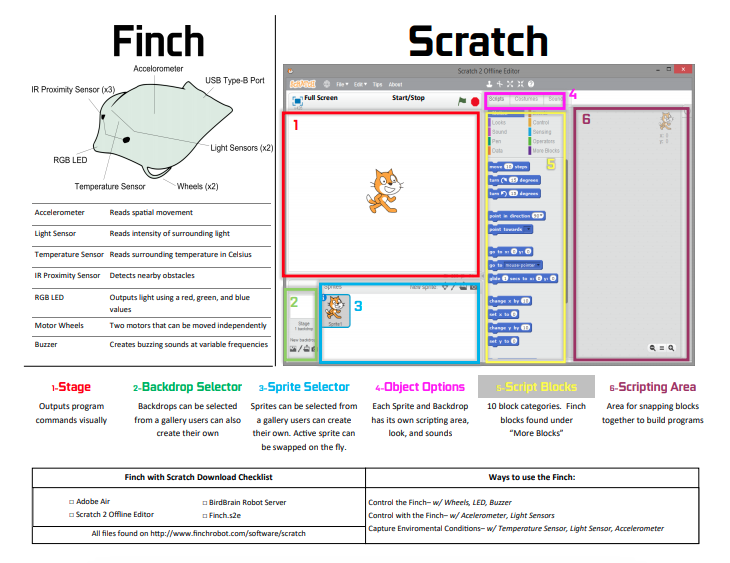 Finch
Accelorometer
USB Type-B Port
IR Proximity Sensor (x3)
Light Sensors (x2)
RGB LED
Temperature Sensor
Wheels (x2)
Accelerometer Reads spatial movement
Light Sensor Reads intensity of surrounding light
Temperature Sensor Reads surrounding temperature in Celsius
IR Proximity Sensor Detects nearby obstacles
RGB LED Outputs light using a red, green, and blue
values
Motor Wheels Two motors that can be moved independently
Buzzer Creates buzzing sounds at variable frequencies
Scratch
Scratch 2 Offline Editor
SCRATCH File Edit Tips About
Full Screen Start/Stop
Scripts Costumes
4
1
Looks Control
Sound Sensing
Pen Operators
Data More Blocks
5
move 10 steps
turn 15 degrees
turn 15 degrees
point in direction 90
point towards
go to x: 0 y: 0
go to mouse-pointer
glide 1 secs to x: 0 y: 0
change x by 10
set x to 0
change y by 10
set y to 0
6
2
Stage
1 backdrop
New backdrop
Sprites New sprite:
3
Sprite1
1-Stage
Outputs program
commands visually
2-Backdrop Selector
Backdrops can be selected
from a gallery users can also
create their own
3-Sprite Selector
Sprites can be selected from
a gallery users can create
their own. Active sprite can
be swapped on the fly.
4-Object Options
Each Sprite and Backdrop
has its own scripting area,
look, and sounds
5-Script Blocks
10 block categories. Finch
blocks found under
“More Blocks”
6-Scripting Area
Area for snapping blocks
together to build programs
Finch with Scratch Download Checklist
□ Adobe Air □ BirdBrain Robot Server
□ Scratch 2 Offline Editor □ Finch.s2e
All files found on http://www.finchrobot.com/software/scratch
Ways to use the Finch:
Control the Finch– w/ Wheels, LED, Buzzer
Control with the Finch– w/ Acelerometer, Light Sensors
Capture Enviromental Conditions– w/ Temperature Sensor, Light Sensor, Accelerometer